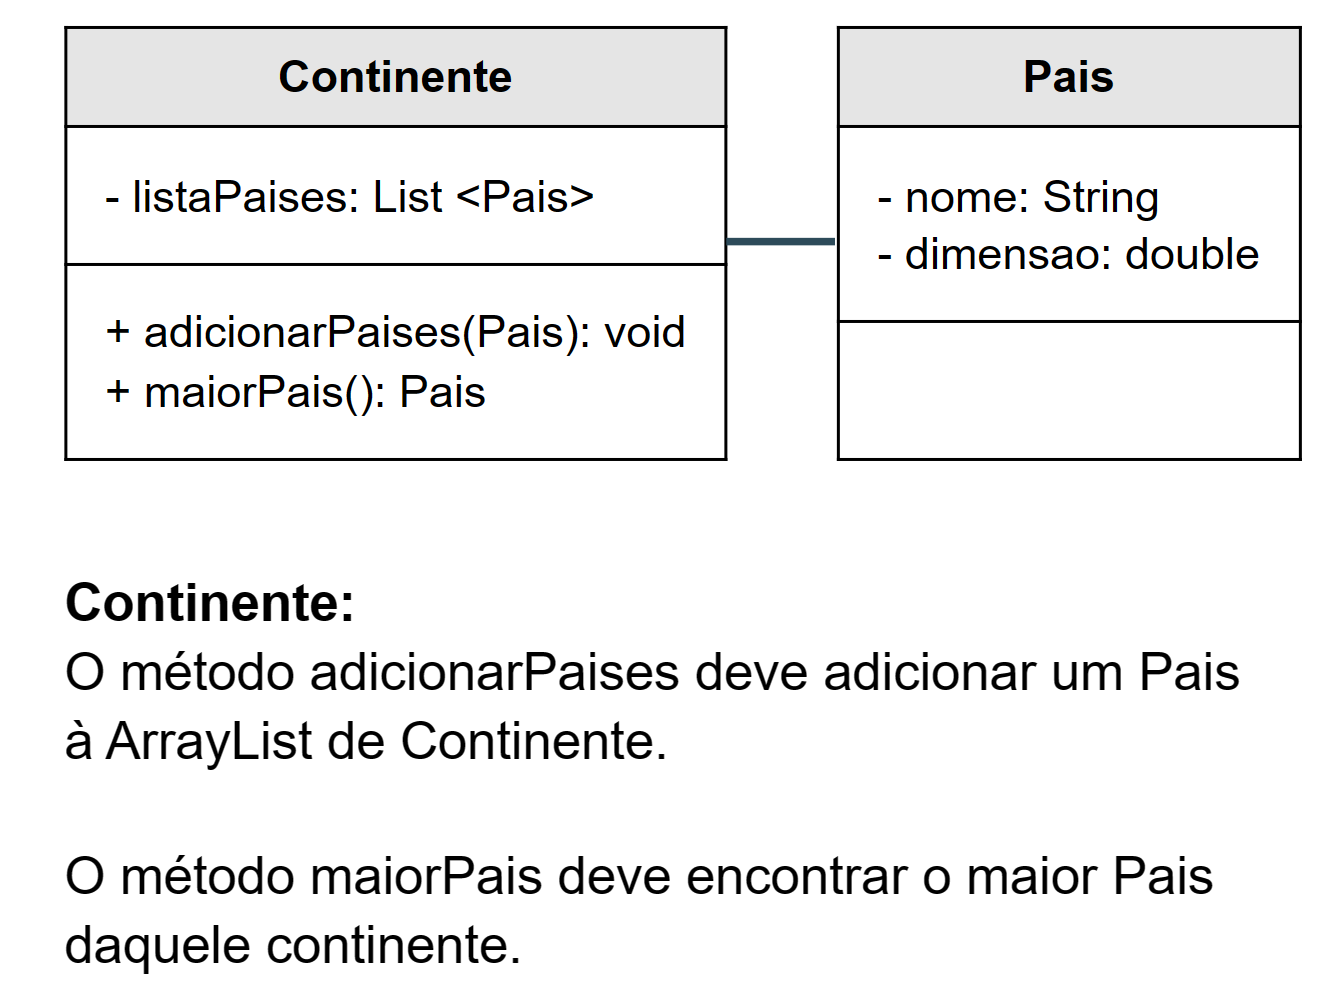 Continente
- listaPaises: List <Pais>
+ adicionarPaises(Pais): void
+ maiorPais(): Pais
Pais
- nome: String
- dimensao: double
Continente:
O método adicionarPaises deve adicionar um Pais
à ArrayList de Continente.
O método maiorPais deve encontrar o maior Pais
daquele continente.